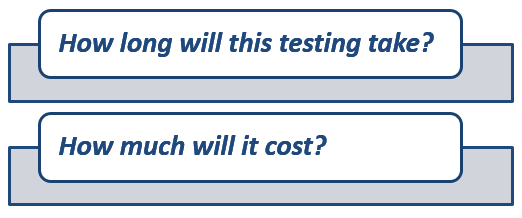 How long will this testing take?
How much will it cost?